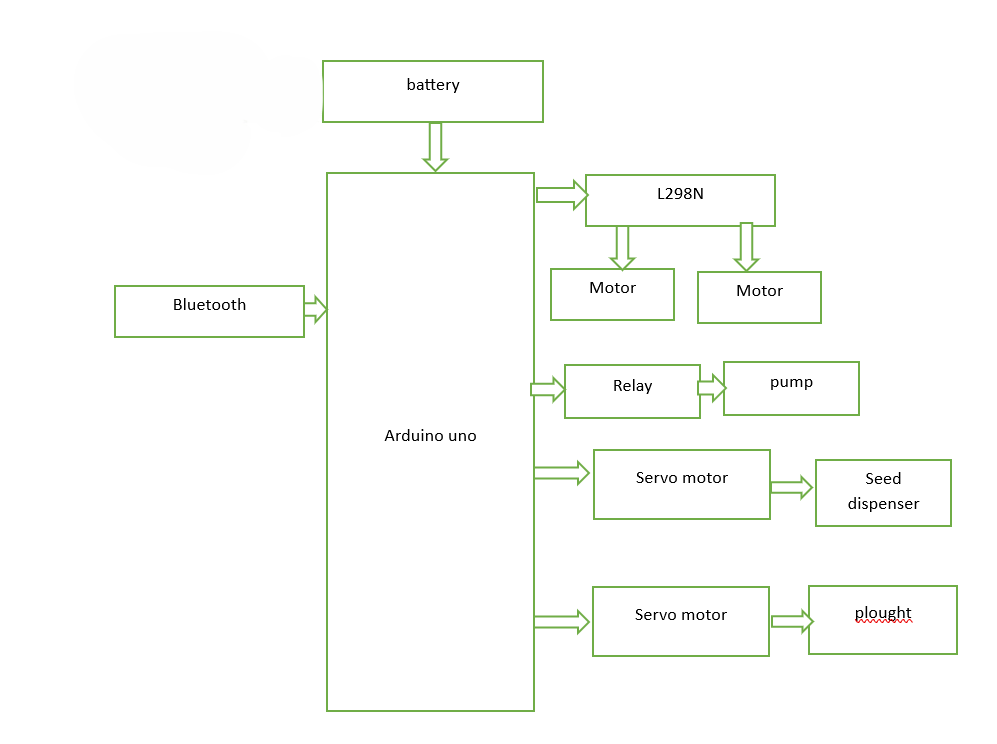 battery
L298N
Motor
Motor
Bluetooth
Relay
pump
Arduino uno
Servo motor
Seed
dispenser
Servo motor
plought